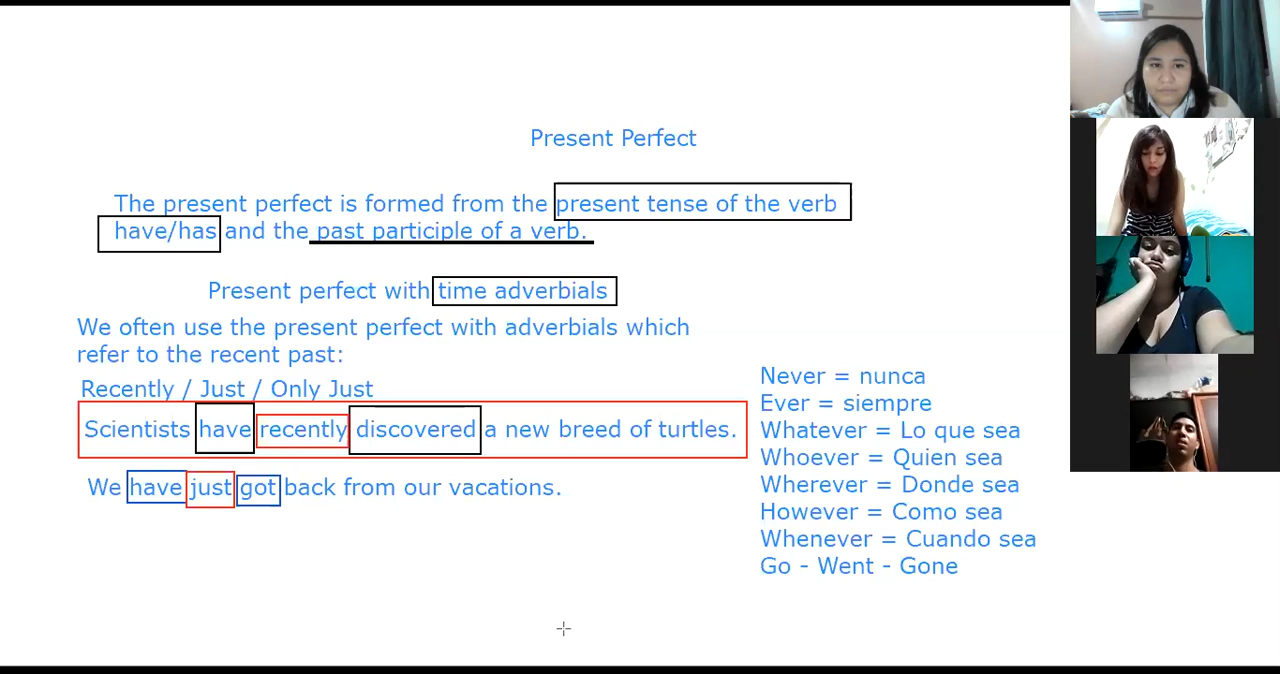 Present Perfect
The present perfect is formed from the present tense of the verb
have/has and the past participle of a verb.
Present perfect with time adverbials
We often use the present perfect with adverbials which
refer to the recent past:
Recently / Just / Only Just
Scientists have recently discovered a new breed of turtles.
We have just got back from our vacations.
Never = nunca
Ever = siempre
Whatever = Lo que sea
Whoever = Quien sea
Wherever = Donde sea
However = Como sea
Whenever = Cuando sea
Go - Went - Gone